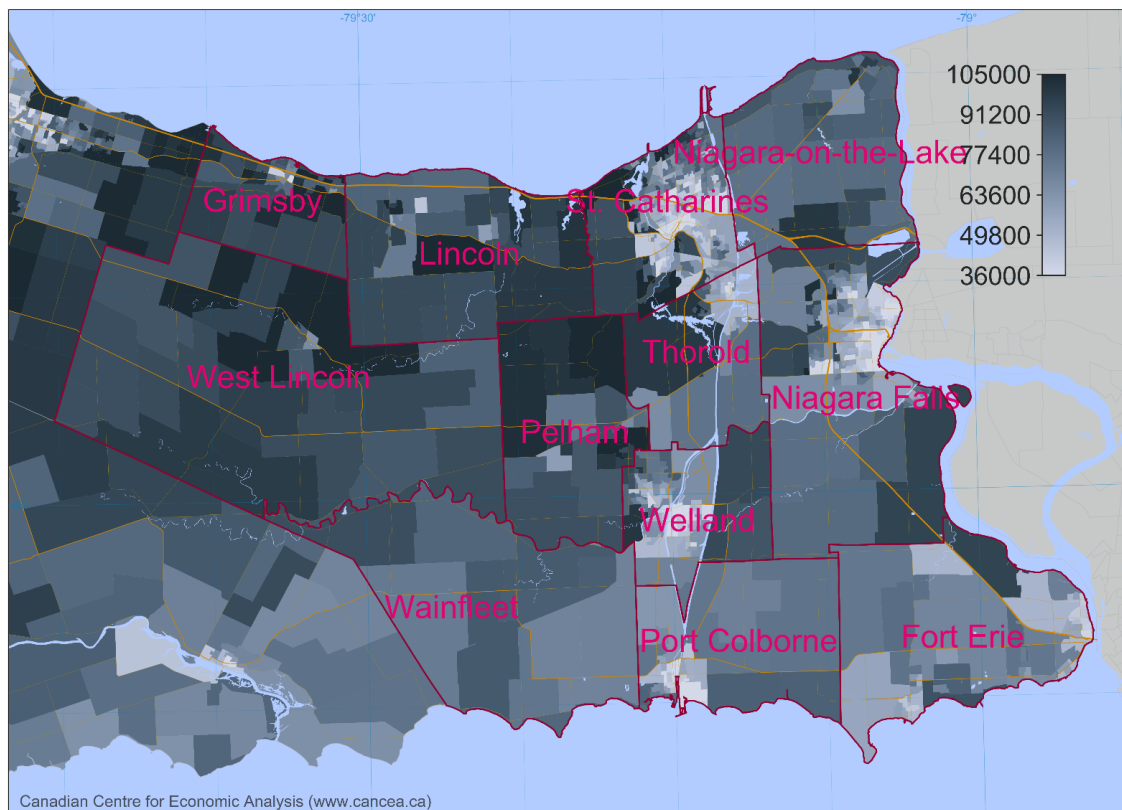 -79°30'
-79°
105000
91200
77400
63600
49800
36000
Niagara-on-the-Lake
Grimsby
St. Catharines
Lincoln
Thorold
West Lincoln
Niagara Falls
Pelham
Welland
Wainfleet
Port Colborne
Fort Erie
Canadian Centre for Economic Analysis (www.cancea.ca)